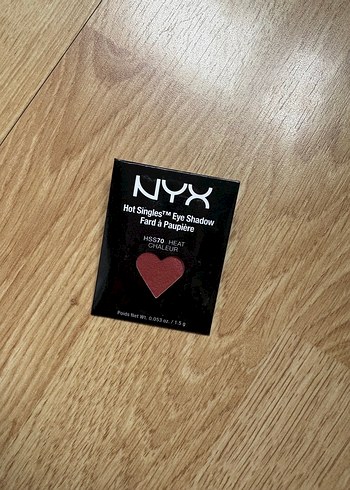 NYX
Hot Singles™ Eye Shadow
Fard à Paupière
HSS70 HEAT
CHALEUR
Poids Net Wt. 0.053 oz. / 1.5 g